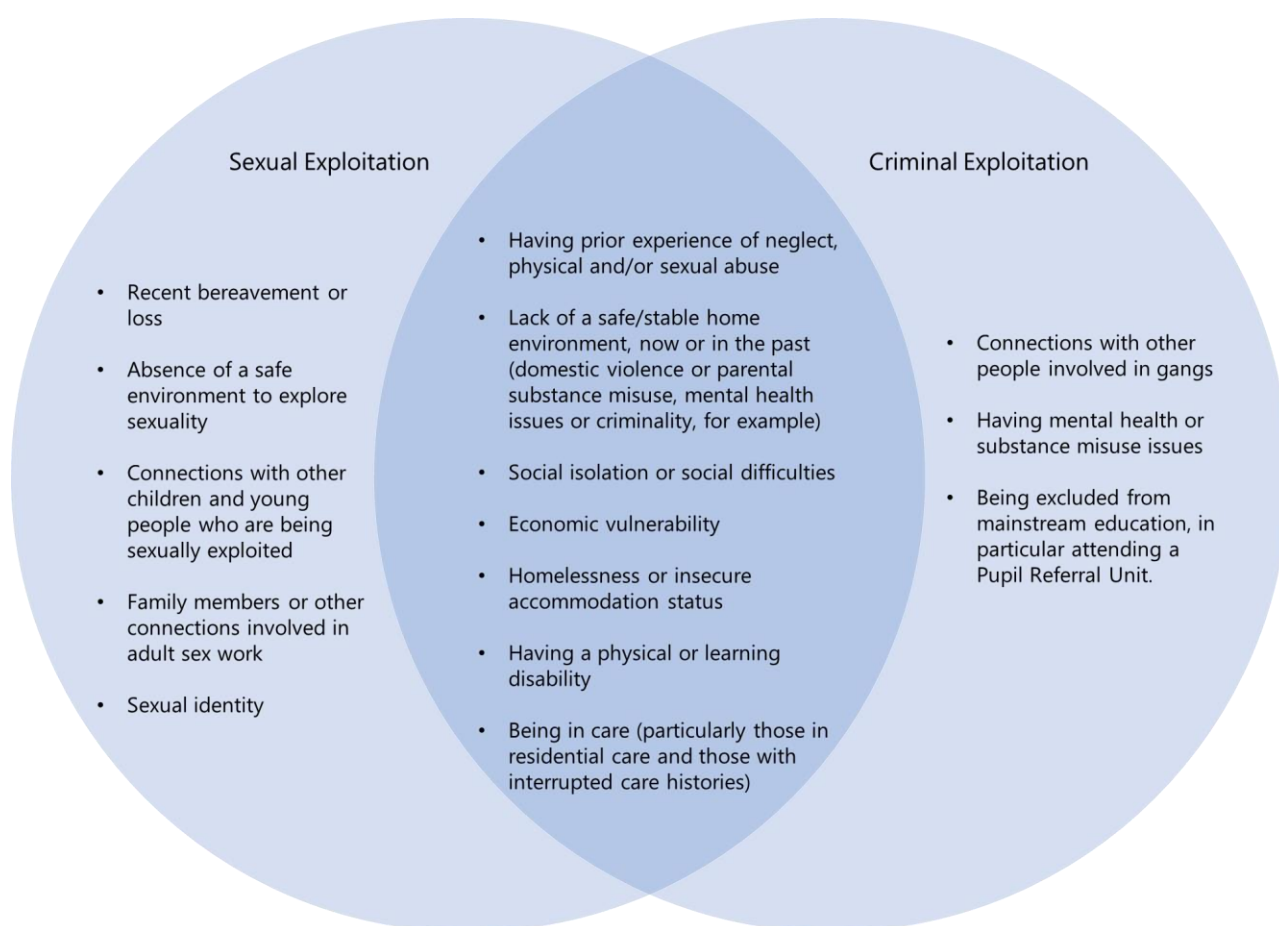 Sexual Exploitation
• Recent bereavement or
loss
• Absence of a safe
environment to explore
sexuality
• Connections with other
children and young
people who are being
sexually exploited
• Family members or other
connections involved in
adult sex work
• Sexual identity
• Having prior experience of neglect,
physical and/or sexual abuse
• Lack of a safe/stable home
environment, now or in the past
(domestic violence or parental
substance misuse, mental health
issues or criminality, for example)
• Social isolation or social difficulties
• Economic vulnerability
• Homelessness or insecure
accommodation status
• Having a physical or learning
disability
• Being in care (particularly those in
residential care and those with
interrupted care histories)
Criminal Exploitation
• Connections with other
people involved in gangs
• Having mental health or
substance misuse issues
• Being excluded from
mainstream education, in
particular attending a
Pupil Referral Unit.